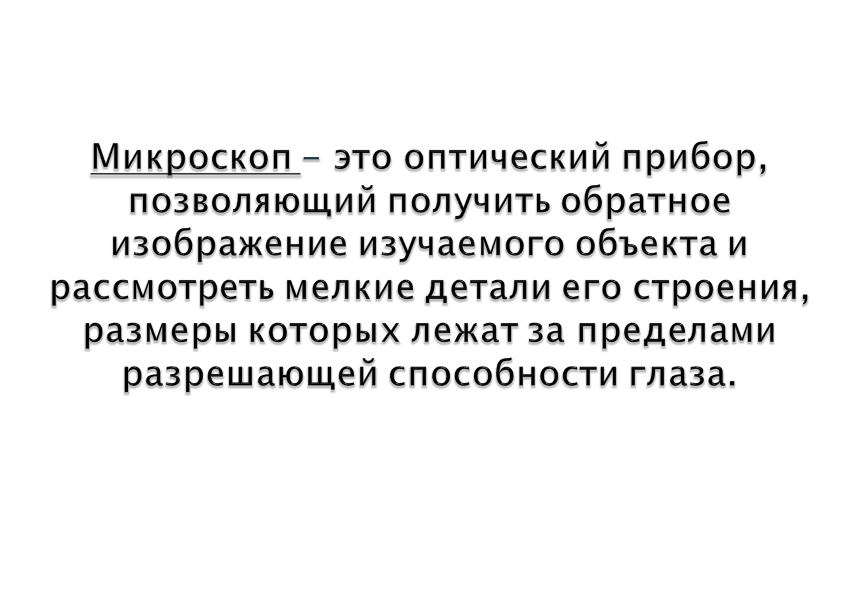 Микроскоп – это оптический прибор,
позволяющий получить обратное
изображение изучаемого объекта и
рассмотреть мелкие детали его строения,
размеры которых лежат за пределами
разрешающей способности глаза.